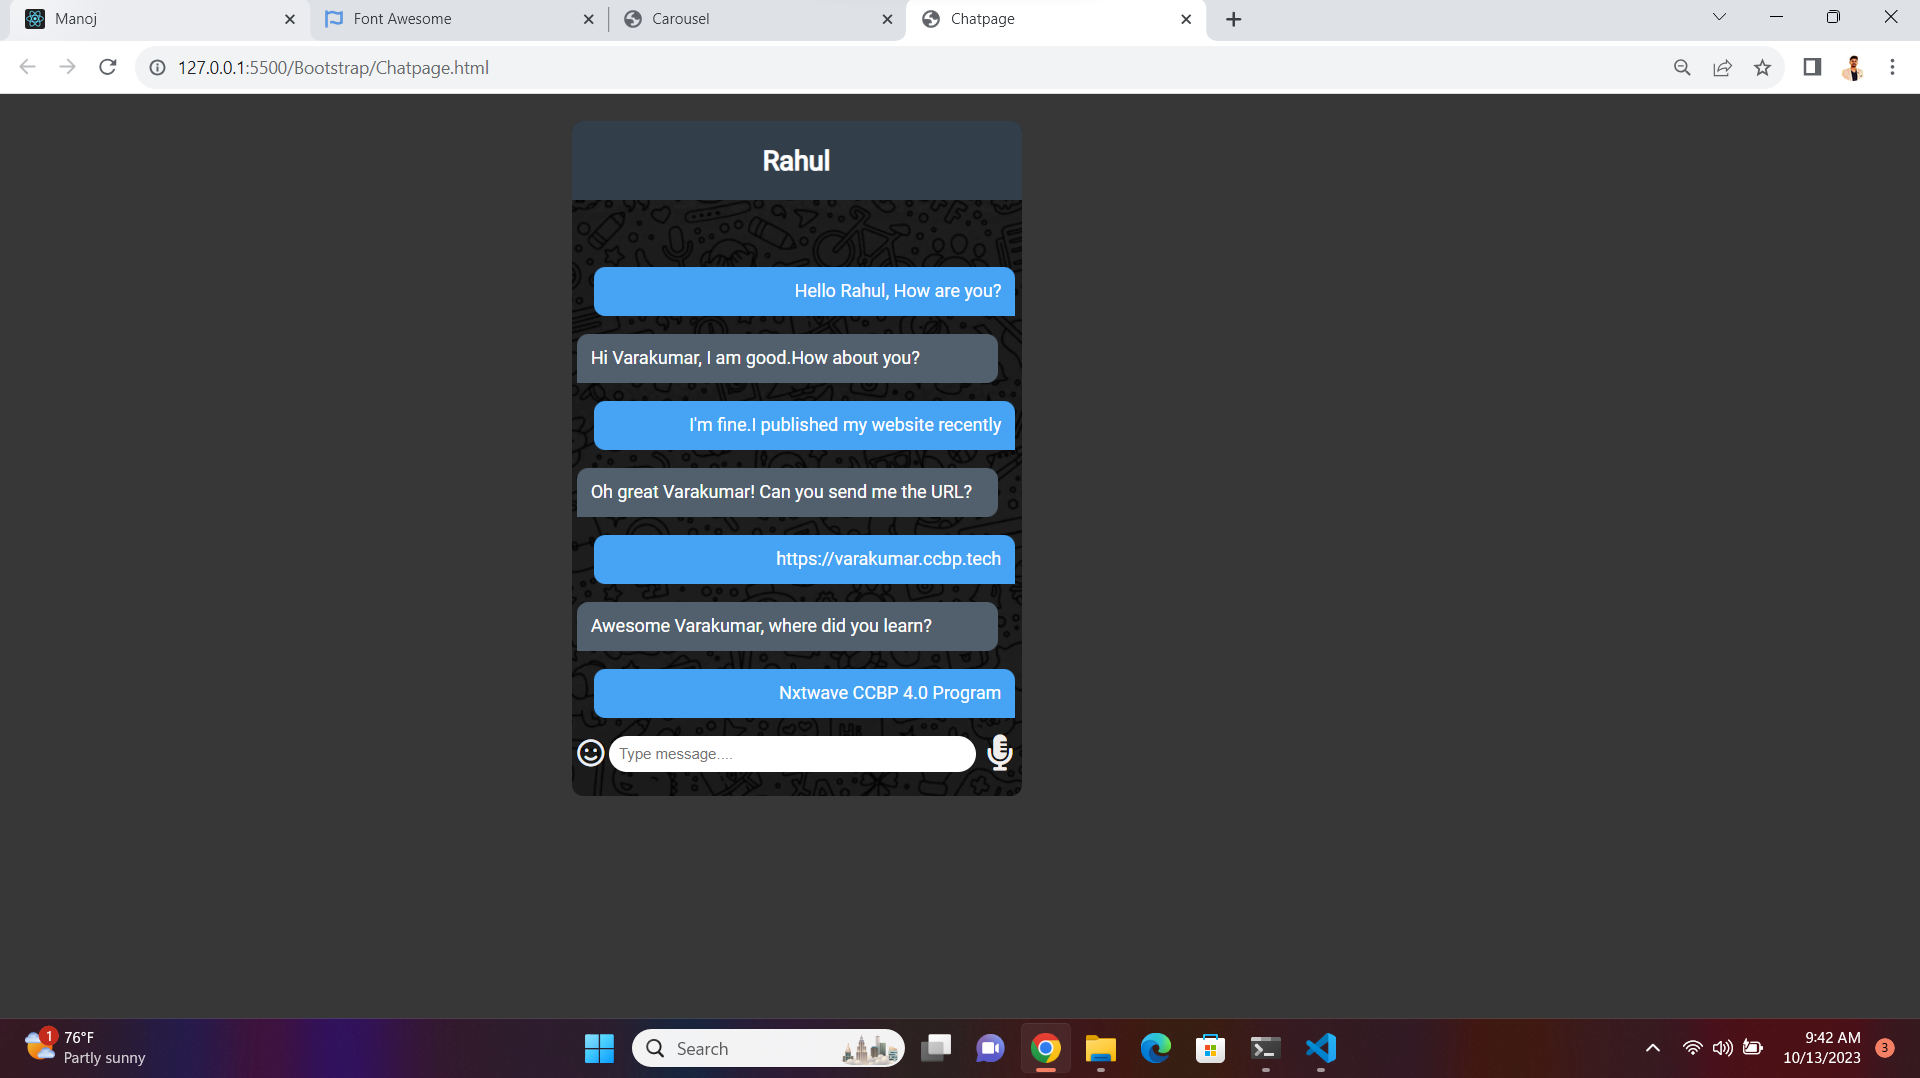 Manoj
Font Awesome
Carousel
Chatpage
127.0.0.1:5500/Bootstrap/Chatpage.html
Rahul
Hello Rahul, How are you?
Hi Varakumar, I am good.How about you?
I'm fine.I published my website recently
Oh great Varakumar! Can you send me the URL?
https://varakumar.ccbp.tech
Awesome Varakumar, where did you learn?
Nxtwave CCBP 4.0 Program
Type message....
1
76°F
Partly sunny
Search
9:42 AM
10/13/2023
3